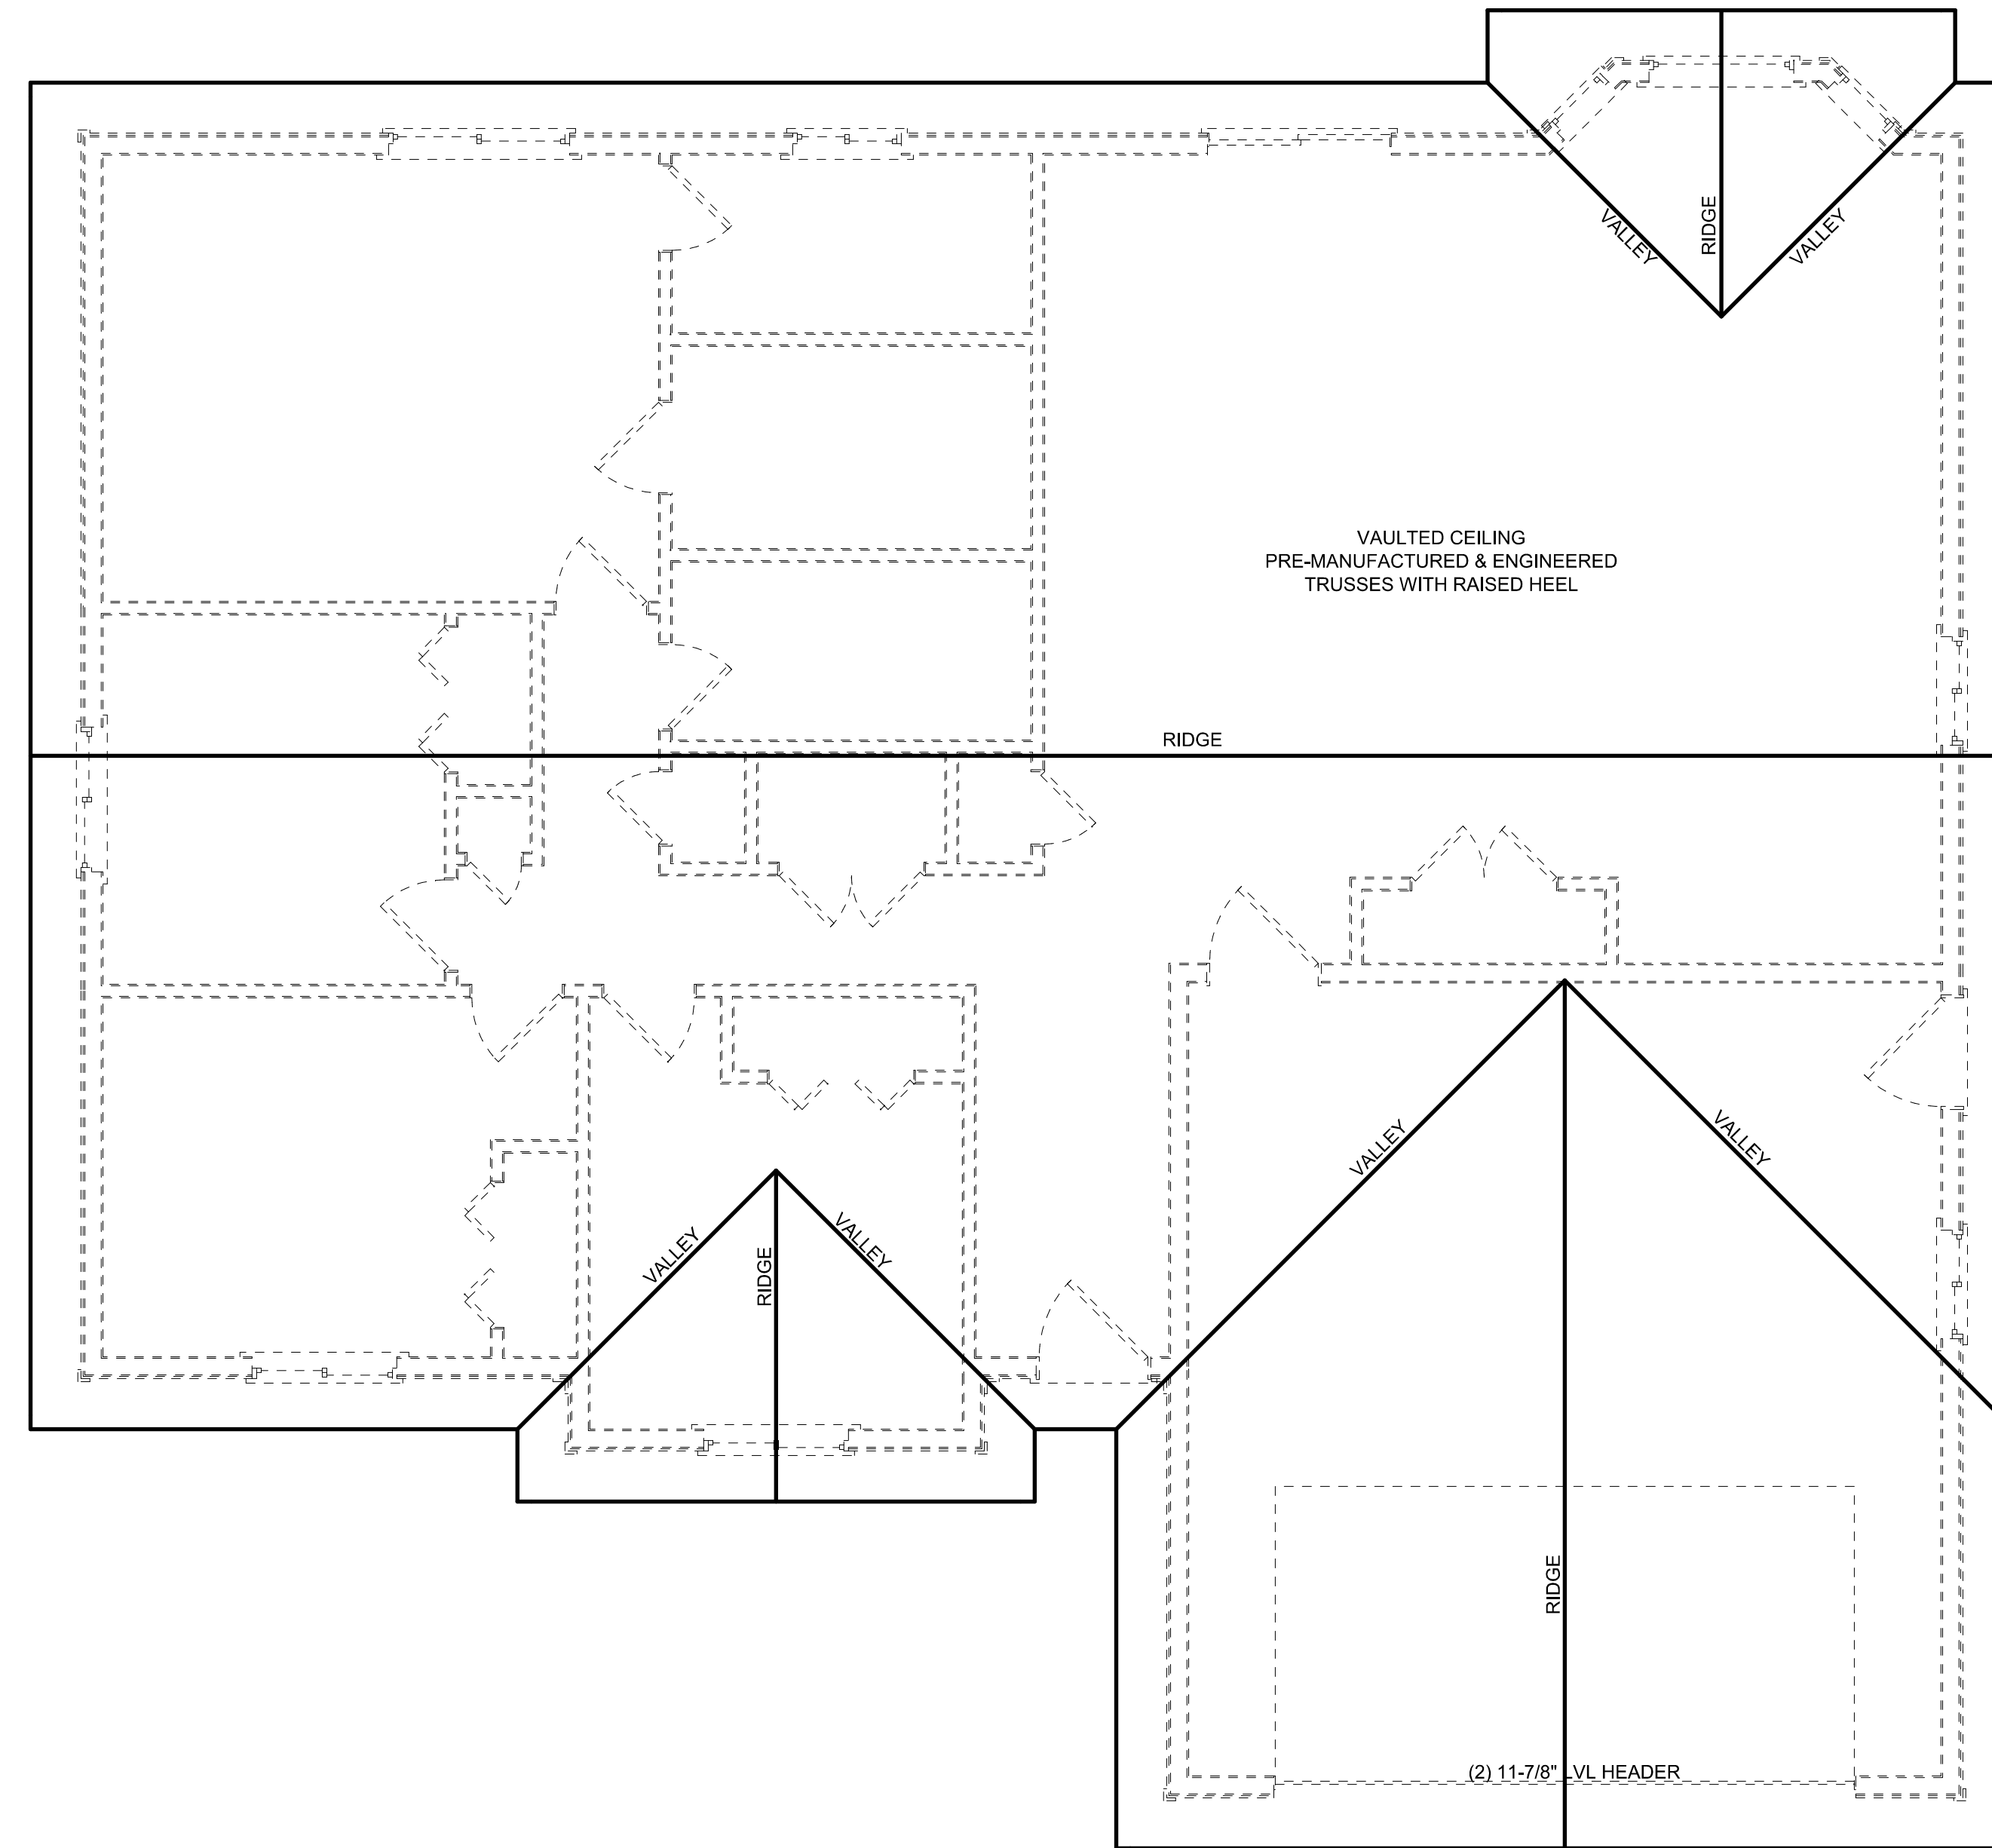 VALLEY
RIDGE
VALLEY
VAULTED CEILING
PRE-MANUFACTURED & ENGINEERED
TRUSSES WITH RAISED HEEL
RIDGE
VALLEY
VALLEY
VALLEY
RIDGE
VALLEY
RIDGE
(2) 11-7/8" LVL HEADER